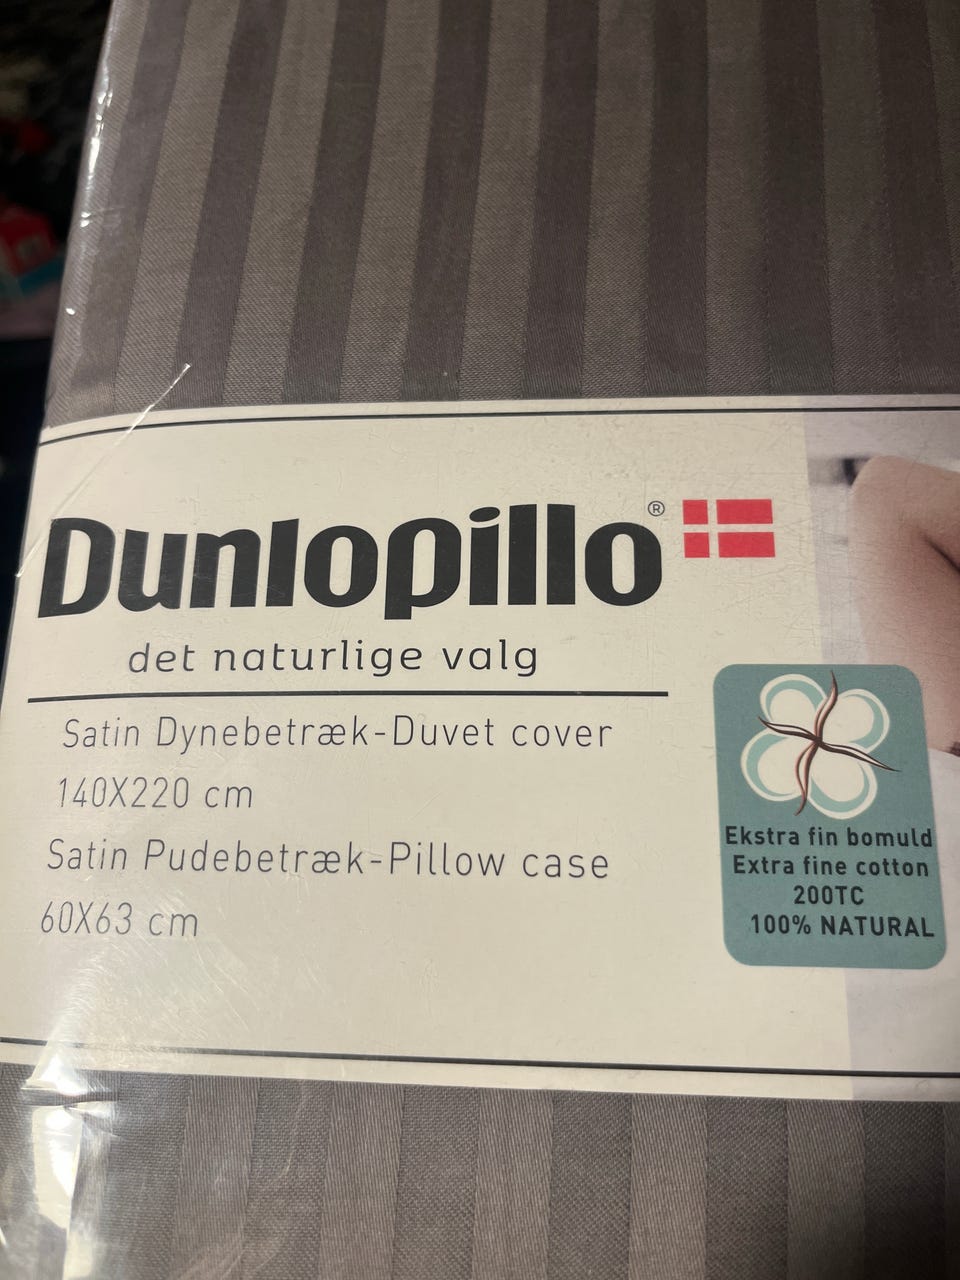 Dunlopillo®
det naturlige valg
Satin Dynebetræk-Duvet cover
140X220 cm
Satin Pudebetræk-Pillow case
60X63 cm
Ekstra fin bomuld
Extra fine cotton
200TC
100% NATURAL